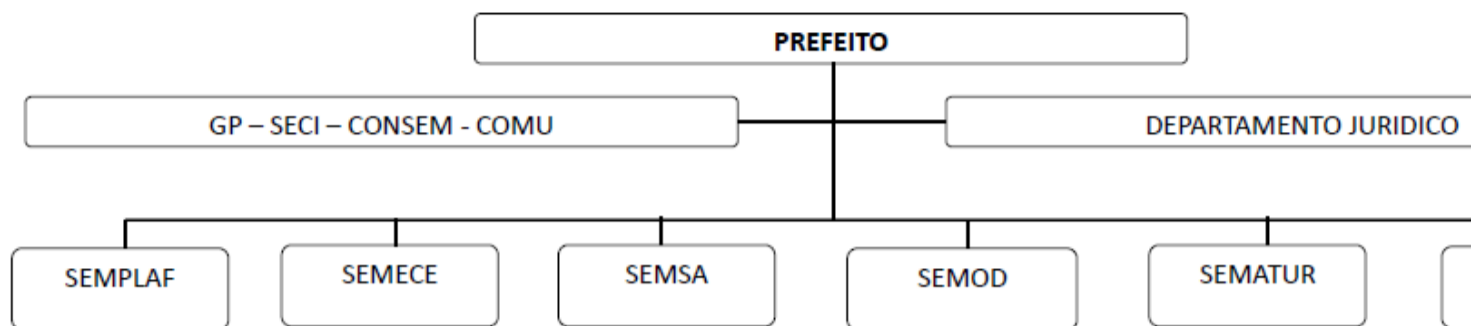 PREFEITO
GP – SECI – CONSEM - COMU
DEPARTAMENTO JURIDICO
SEMPLAF
SEMECE
SEMSA
SEMOD
SEMATUR